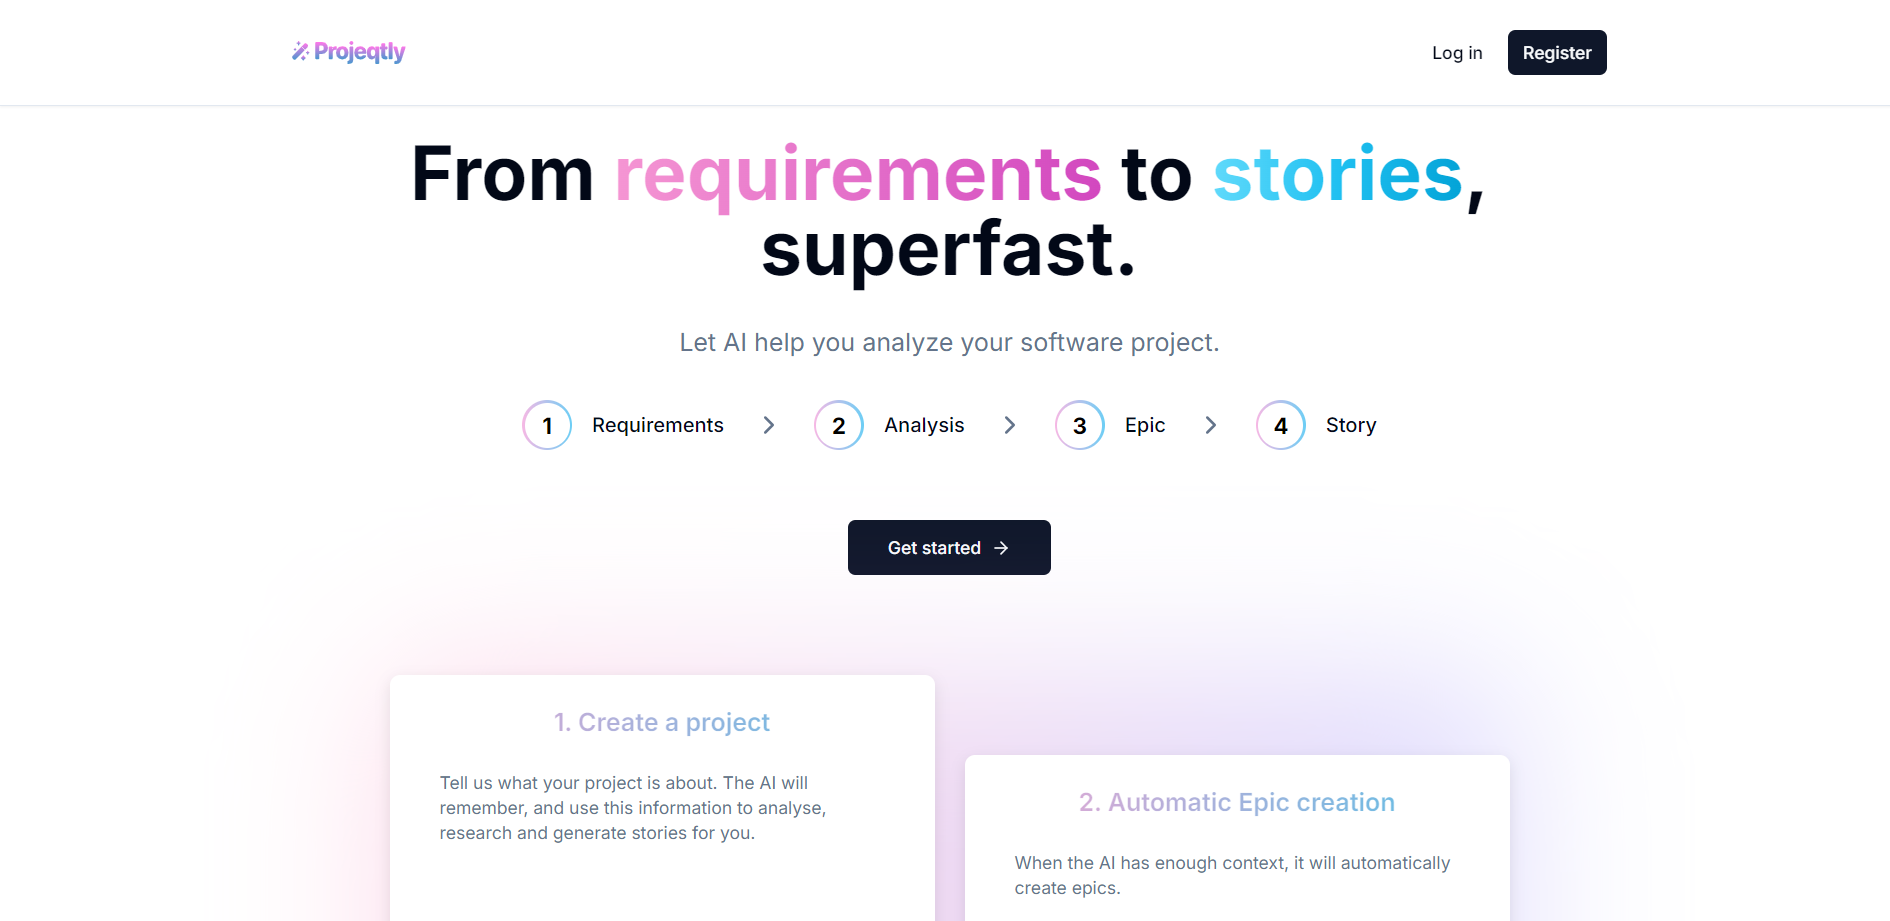 Projeqtly
Log in
Register
From requirements to stories,
superfast.
Let AI help you analyze your software project.
1 Requirements 2 Analysis 3 Epic 4 Story
Get started
1. Create a project
Tell us what your project is about. The AI will
remember, and use this information to analyse,
research and generate stories for you.
2. Automatic Epic creation
When the AI has enough context, it will automatically
create epics.